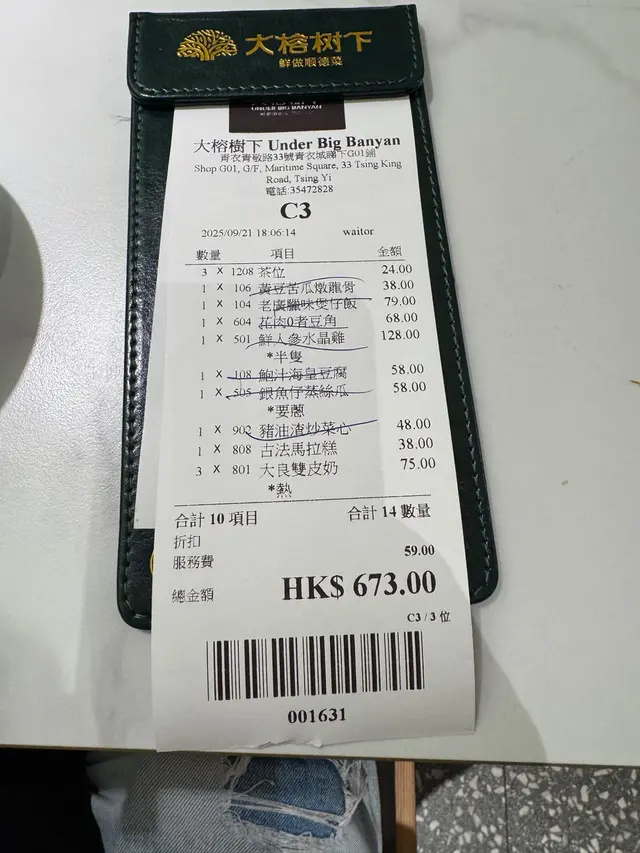 大榕树下
鲜做顺德菜
UNDER BIG BANYAN
大榕樹下 Under Big Banyan
青衣青敬路33號青衣城睇下G01鋪
Shop G01, G/F, Maritime Square, 33 Tsing King
Road, Tsing Yi
電話:35472828
C3
2025/09/21 18:06:14 waitor
數量 項目 金額
3 X 1208 茶位 24.00
1 X 106 黃豆苦瓜燉龍骨 38.00
1 X 104 老廣臘味煲仔飯 79.00
1 X 604 花肉0者豆角 68.00
1 X 501 鮮人參水晶雞 128.00
*半隻
1 X 108 鮑汁海皇豆腐 58.00
1 X 505 銀魚仔蒸絲瓜 58.00
*要蔥
1 X 902 豬油渣炒菜心 48.00
1 X 808 古法馬拉糕 38.00
3 X 801 大良雙皮奶 75.00
*熱
合計 10 項目 合計 14 數量
折扣
服務費 59.00
總金額 HK$ 673.00
C3 / 3 位
001631